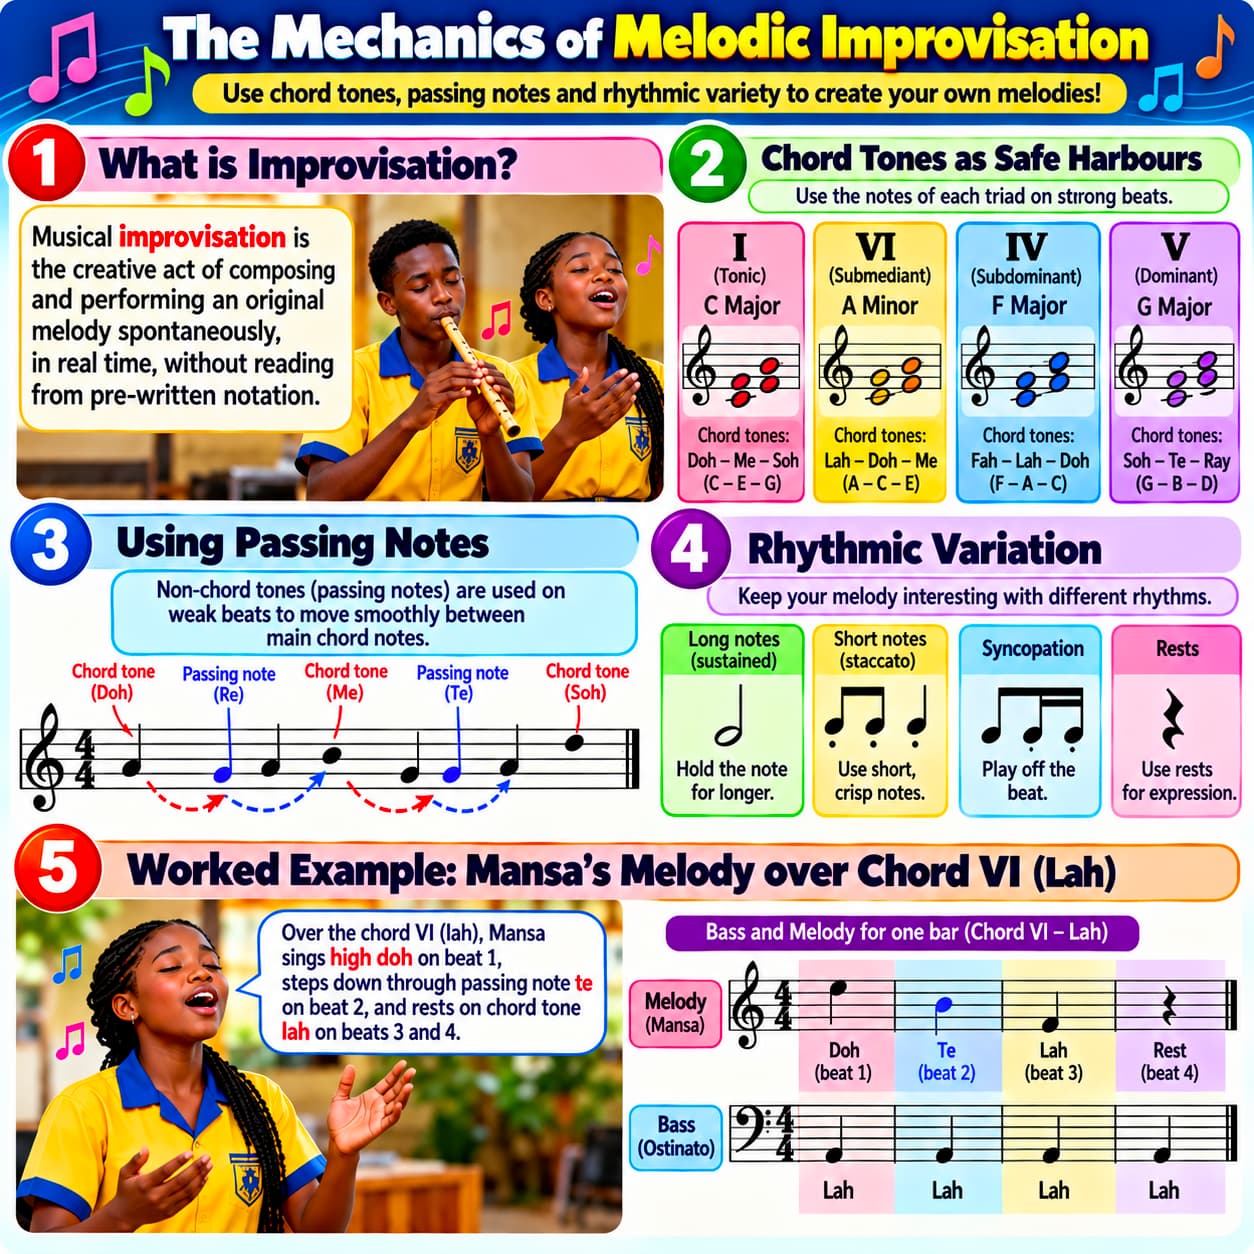 The Mechanics of Melodic Improvisation
Use chord tones, passing notes and rhythmic variety to create your own melodies!
1 What is Improvisation?
Musical improvisation is
the creative act of composing
and performing an original
melody spontaneously,
in real time, without reading
from pre-written notation.
2 Chord Tones as Safe Harbours
Use the notes of each triad on strong beats.
I
(Tonic)
C Major
Chord tones:
Doh – Me – Soh
(C – E – G)
VI
(Submediant)
A Minor
Chord tones:
Lah – Doh – Me
(A – C – E)
IV
(Subdominant)
F Major
Chord tones:
Fah – Lah – Doh
(F – A – C)
V
(Dominant)
G Major
Chord tones:
Soh – Te – Ray
(G – B – D)
3 Using Passing Notes
Non-chord tones (passing notes) are used on
weak beats to move smoothly between
main chord notes.
Chord tone
(Doh)
Passing note
(Re)
Chord tone
(Me)
Passing note
(Te)
Chord tone
(Soh)
4
4
4 Rhythmic Variation
Keep your melody interesting with different rhythms.
Long notes
(sustained)
Hold the note
for longer.
Short notes
(staccato)
Use short,
crisp notes.
Syncopation
Play off the
beat.
Rests
Use rests
for expression.
5 Worked Example: Mansa's Melody over Chord VI (Lah)
Over the chord VI (lah), Mansa
sings high doh on beat 1,
steps down through passing note te
on beat 2, and rests on chord tone
lah on beats 3 and 4.
Bass and Melody for one bar (Chord VI – Lah)
Melody
(Mansa)
4
4
Doh
(beat 1)
Te
(beat 2)
Lah
(beat 3)
Rest
(beat 4)
Bass
(Ostinato)
4
4
Lah
Lah
Lah
Lah